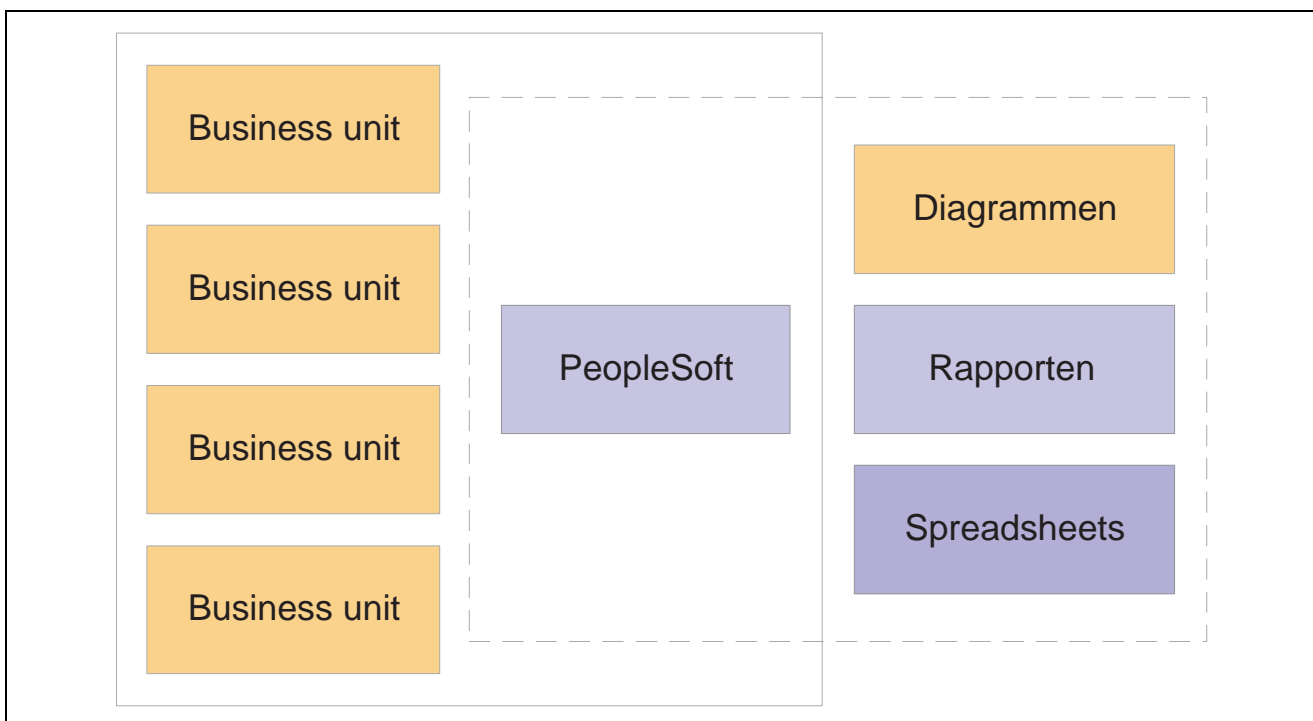 Business unit
Business unit
Business unit
Business unit
PeopleSoft
Diagrammen
Rapporten
Spreadsheets